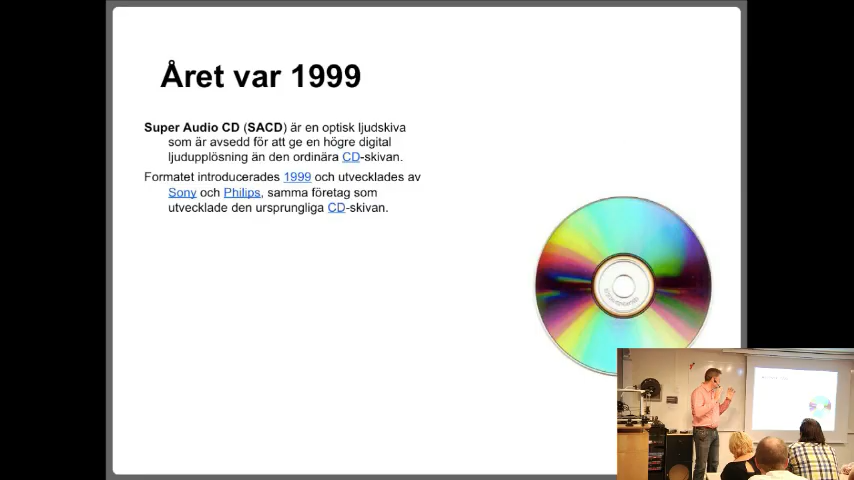 Året var 1999
Super Audio CD (SACD) är en optisk ljudskiva
som är avsedd för att ge en högre digital
ljudupplösning än den ordinära CD-skivan.
Formatet introducerades 1999 och utvecklades av
Sony och Philips, samma företag som
utvecklade den ursprungliga CD-skivan.